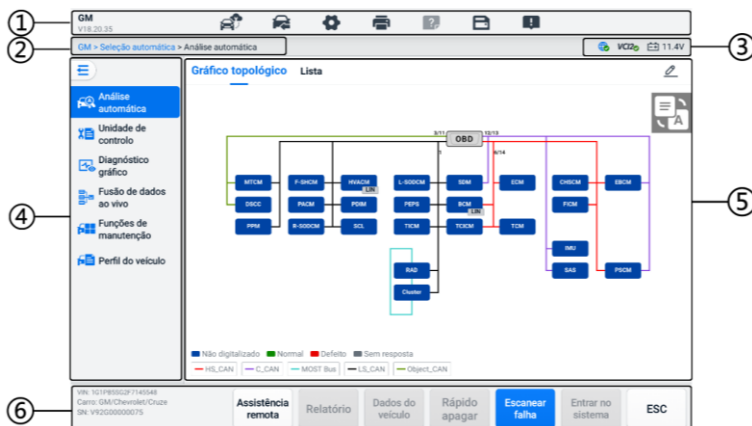 ①
GM
V18.20.35
②
GM > Seleção automática > Análise automática
③
VCI2
11.4V
④
Análise
automática
Unidade de
controlo
Diagnóstico
gráfico
Fusão de dados
ao vivo
Funções de
manutenção
Perfil do veículo
⑤
Gráfico topológico Lista
A
3/11 OBD 12/13
1 6/14
MTCM F-SHCM HVACM L-SODCM SDM ECM CHSCM EBCM
LIN
DSCC PACM PDIM PEPS BCM FICM
LIN
PPM R-SODCM SCL TICM TCICM TCM
IMU
RAD SAS PSCM
Cluster
Não digitalizado Normal Defeito Sem resposta
HS_CAN C_CAN MOST Bus LS_CAN Object_CAN
⑥
VIN: 1G1PB5SG2F7145548
Carro: GM/Chevrolet/Cruze
SN: V92G00000075
Assistência
remota
Relatório
Dados do
veículo
Rápido
apagar
Escanear
falha
Entrar no
sistema
ESC